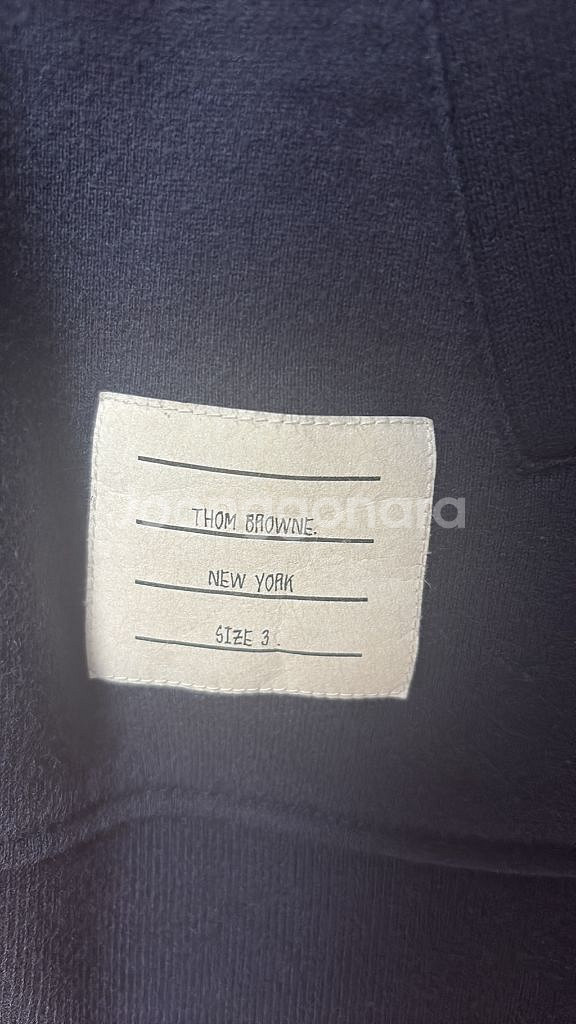 THOM BROWNE.
NEW YORK
SIZE 3.